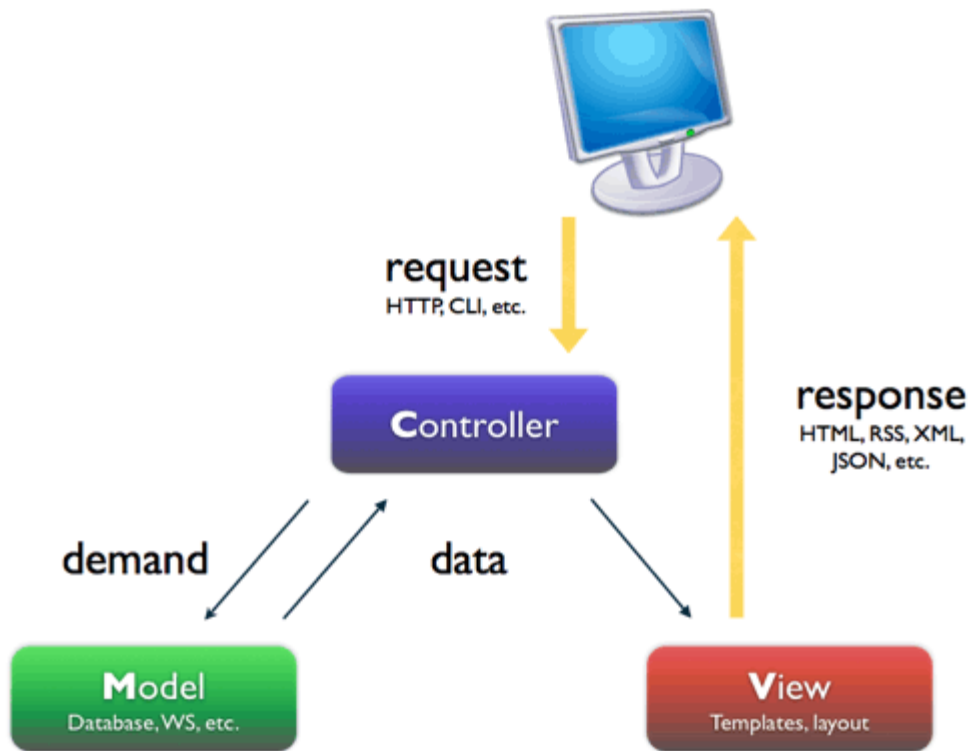 request
HTTP, CLI, etc.
Controller
response
HTML, RSS, XML,
JSON, etc.
demand
data
Model
Database, WS, etc.
View
Templates, layout